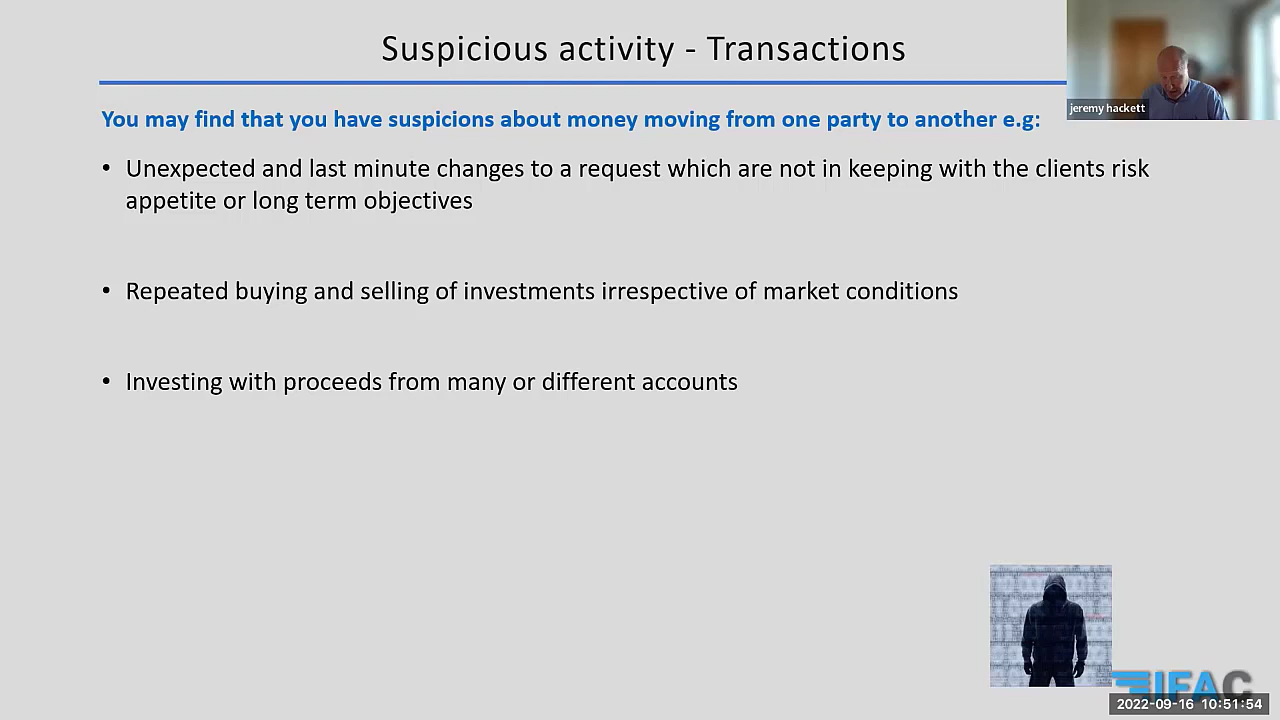 Suspicious activity - Transactions
jeremy hackett
You may find that you have suspicions about money moving from one party to another e.g:
• Unexpected and last minute changes to a request which are not in keeping with the clients risk
appetite or long term objectives
• Repeated buying and selling of investments irrespective of market conditions
• Investing with proceeds from many or different accounts
IFAC
2022-09-16 10:51:54